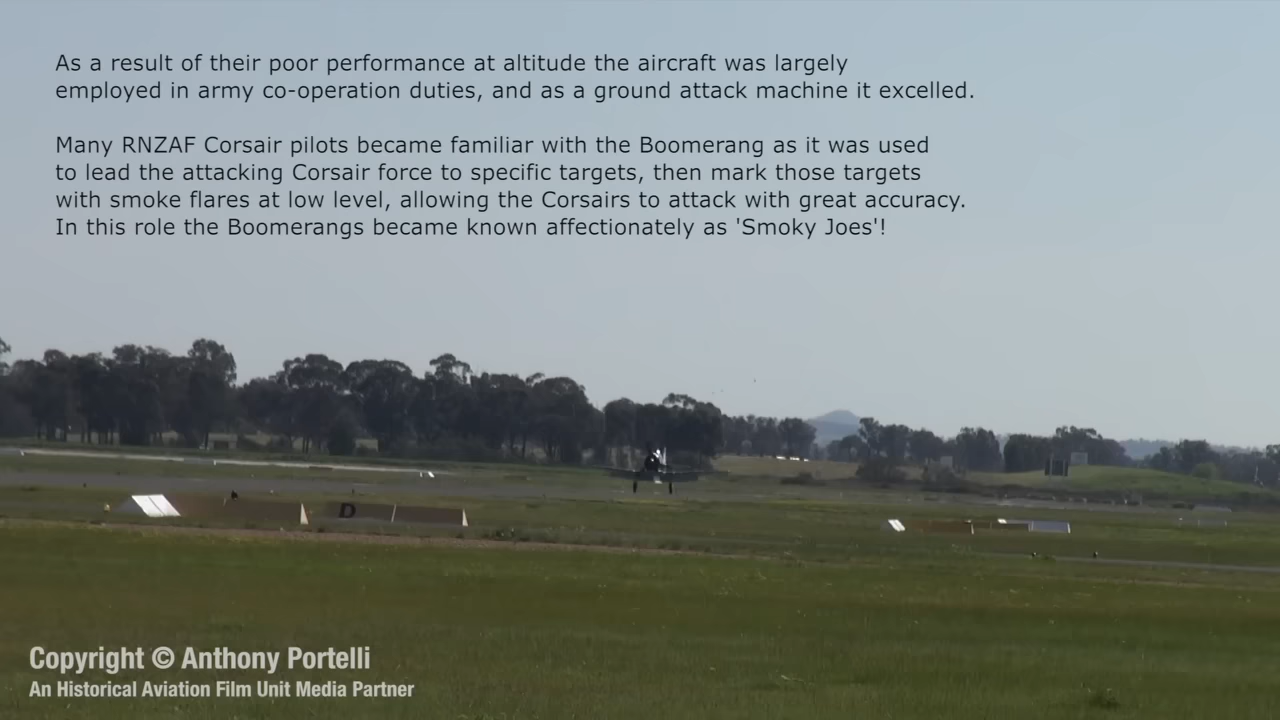 As a result of their poor performance at altitude the aircraft was largely
employed in army co-operation duties, and as a ground attack machine it excelled.
Many RNZAF Corsair pilots became familiar with the Boomerang as it was used
to lead the attacking Corsair force to specific targets, then mark those targets
with smoke flares at low level, allowing the Corsairs to attack with great accuracy.
In this role the Boomerangs became known affectionately as 'Smoky Joes'!
D
Copyright © Anthony Portelli
An Historical Aviation Film Unit Media Partner